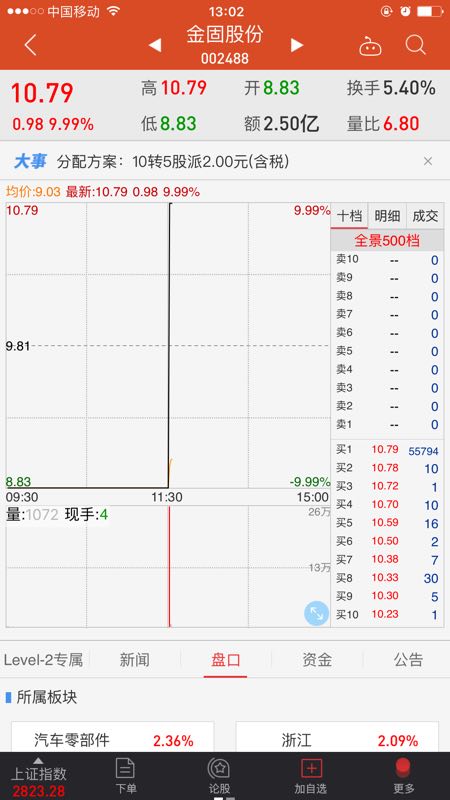 中国移动 13:02
金固股份
002488
10.79 高10.79 开8.83 换手5.40%
0.98 9.99% 低8.83 额2.50亿 量比6.80
大事 分配方案：10转5股派2.00元(含税) ×
均价:9.03 最新:10.79 0.98 9.99%
10.79 9.99% 十档 明细 成交
全景500档
卖10 -- 0
卖9 -- 0
卖8 -- 0
卖7 -- 0
卖6 -- 0
9.81
卖5 -- 0
卖4 -- 0
卖3 -- 0
卖2 -- 0
卖1 -- 0
买1 10.79 55794
买2 10.78 10
8.83 -9.99%
买3 10.72 1
09:30 11:30 15:00
买4 10.70 10
量:1072 现手:4 26万
买5 10.59 16
买6 10.50 2
买7 10.38 7
13万
买8 10.33 30
买9 10.30 5
买10 10.23 1
Level-2专属 新闻 盘口 资金 公告
所属板块
汽车零部件 2.36% 浙江 2.09%
上证指数
2823.28
下单 论股 加自选 更多